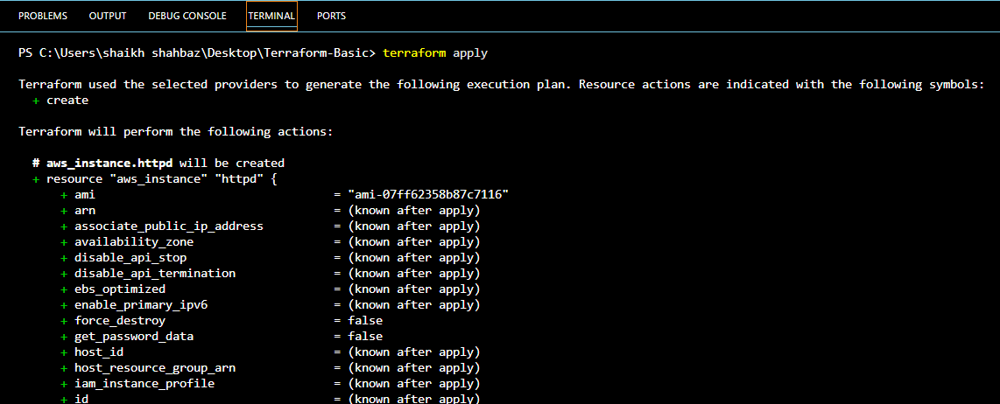 PROBLEMS OUTPUT DEBUG CONSOLE TERMINAL PORTS
PS C:\Users\shaikh shahbaz\Desktop\Terraform-Basic> terraform apply
Terraform used the selected providers to generate the following execution plan. Resource actions are indicated with the following symbols:
+ create
Terraform will perform the following actions:
# aws_instance.httpd will be created
+ resource "aws_instance" "httpd" {
+ ami = "ami-07ff62358b87c7116"
+ arn = (known after apply)
+ associate_public_ip_address = (known after apply)
+ availability_zone = (known after apply)
+ disable_api_stop = (known after apply)
+ disable_api_termination = (known after apply)
+ ebs_optimized = (known after apply)
+ enable_primary_ipv6 = (known after apply)
+ force_destroy = false
+ get_password_data = false
+ host_id = (known after apply)
+ host_resource_group_arn = (known after apply)
+ iam_instance_profile = (known after apply)
+ id = (known after apply)